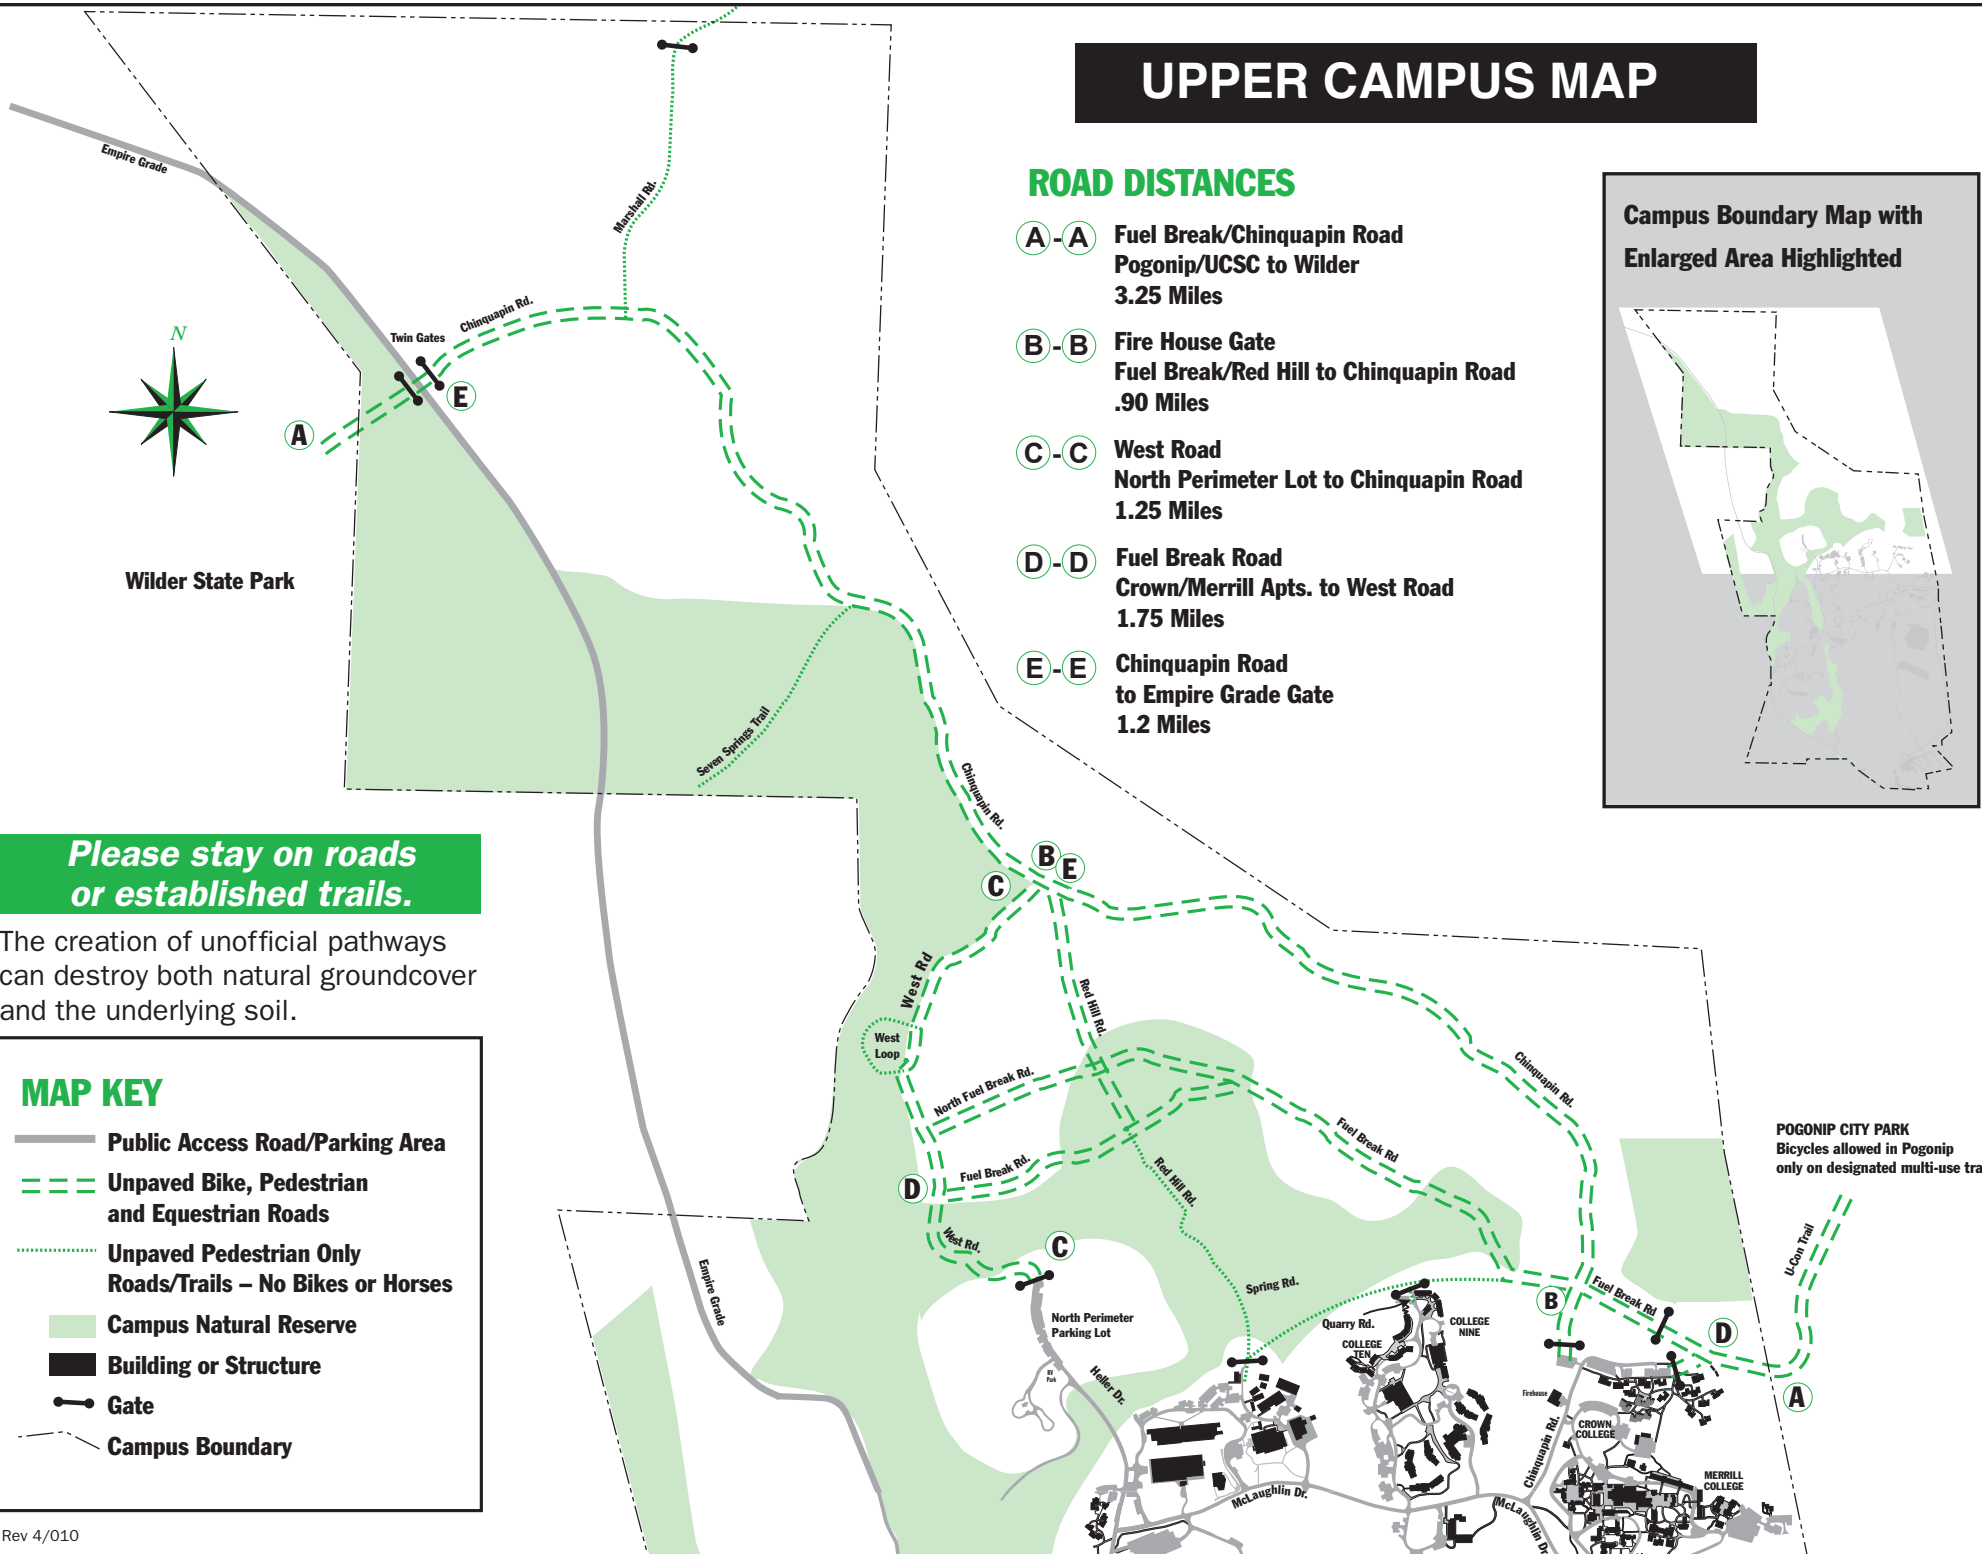 UPPER CAMPUS MAP
ROAD DISTANCES
A-A Fuel Break/Chinquapin Road
Pogonip/UCSC to Wilder
3.25 Miles
B-B Fire House Gate
Fuel Break/Red Hill to Chinquapin Road
.90 Miles
C-C West Road
North Perimeter Lot to Chinquapin Road
1.25 Miles
D-D Fuel Break Road
Crown/Merrill Apts. to West Road
1.75 Miles
E-E Chinquapin Road
to Empire Grade Gate
1.2 Miles
Campus Boundary Map with
Enlarged Area Highlighted
Empire Grade
Marshall Rd.
Chinquapin Rd.
Twin Gates
N
E
A
Wilder State Park
Seven Springs Trail
Chinquapin Rd.
B
E
C
Please stay on roads
or established trails.
The creation of unofficial pathways
can destroy both natural groundcover
and the underlying soil.
West Rd
Red Hill Rd.
West
Loop
North Fuel Break Rd.
Chinquapin Rd.
Fuel Break Rd
Fuel Break Rd.
Red Hill Rd.
D
POGONIP CITY PARK
Bicycles allowed in Pogonip
only on designated multi-use tra
U-Con Trail
West Rd.
C
Empire Grade
Spring Rd.
Fuel Break Rd
B
D
A
North Perimeter
Parking Lot
Quarry Rd.
COLLEGE
NINE
COLLEGE
TEN
RV
Park
Heller Dr.
Firehouse
CROWN
COLLEGE
Chinquapin Rd.
MERRILL
COLLEGE
McLaughlin Dr.
McLaughlin Dr
MAP KEY
Public Access Road/Parking Area
Unpaved Bike, Pedestrian
and Equestrian Roads
Unpaved Pedestrian Only
Roads/Trails – No Bikes or Horses
Campus Natural Reserve
Building or Structure
Gate
Campus Boundary
Rev 4/010